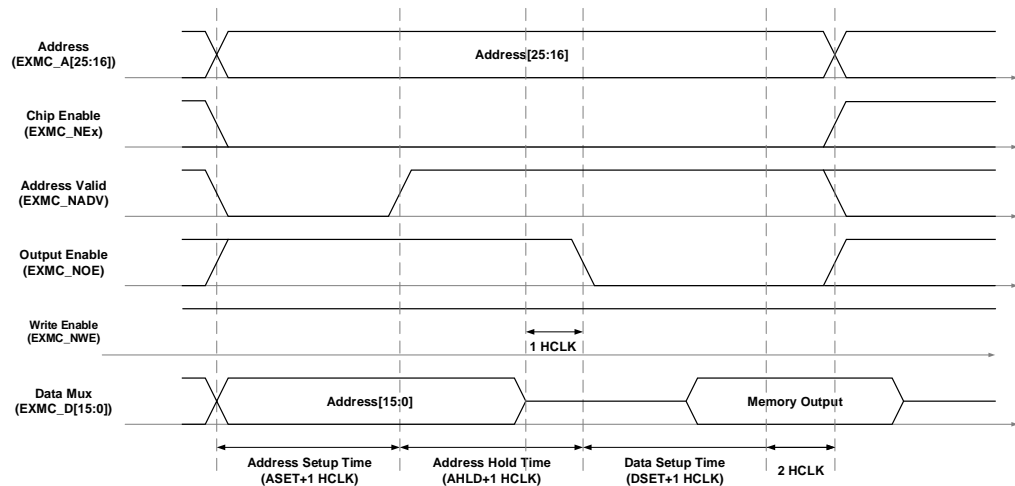 Address
(EXMC_A[25:16])
Address[25:16]
Chip Enable
(EXMC_NEx)
Address Valid
(EXMC_NADV)
Output Enable
(EXMC_NOE)
Write Enable
(EXMC_NWE)
1 HCLK
Data Mux
(EXMC_D[15:0])
Address[15:0]
Memory Output
Address Setup Time
(ASET+1 HCLK)
Address Hold Time
(AHLD+1 HCLK)
Data Setup Time
(DSET+1 HCLK)
2 HCLK